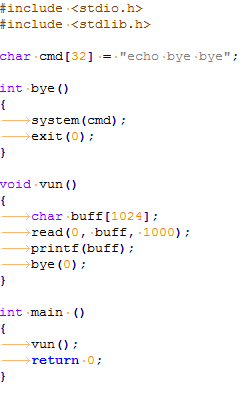 #include <stdio.h>
#include <stdlib.h>
char cmd[32] = "echo bye bye";
int bye()
{
system(cmd);
exit(0);
}
void vun()
{
char buff[1024];
read(0, buff, 1000);
printf(buff);
bye(0);
}
int main ()
{
vun();
return 0;
}